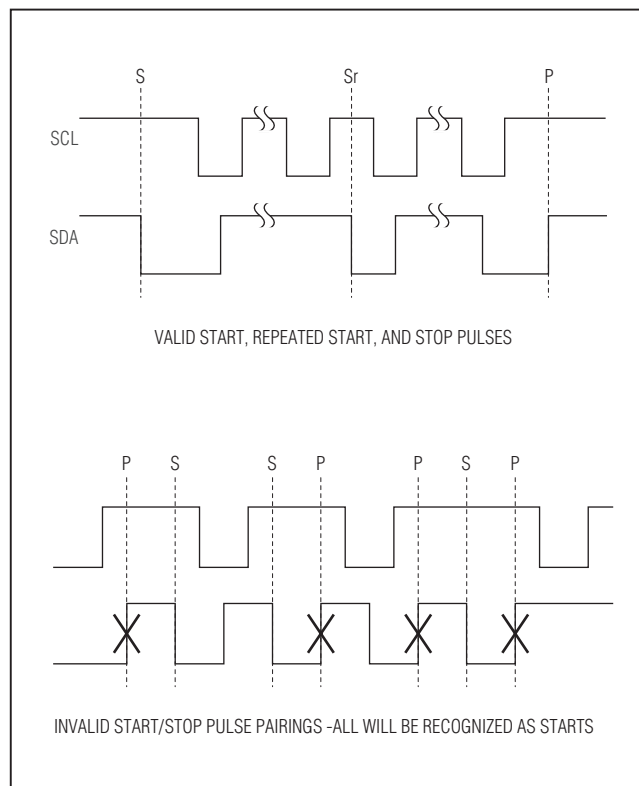 S Sr P
SCL
SDA
VALID START, REPEATED START, AND STOP PULSES
P S S P P S P
INVALID START/STOP PULSE PAIRINGS -ALL WILL BE RECOGNIZED AS STARTS